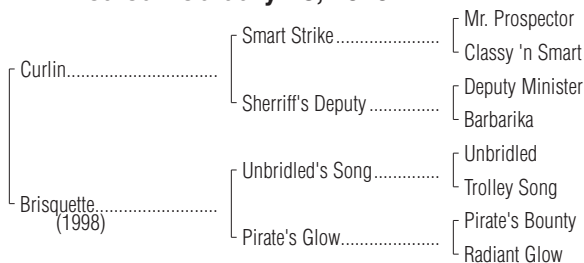 Mr. Prospector
Smart Strike
Classy 'n Smart
Curlin
Deputy Minister
Sherriff's Deputy
Barbarika
Unbridled
Unbridled's Song
Trolley Song
Brisquette
(1998)
Pirate's Bounty
Pirate's Glow
Radiant Glow